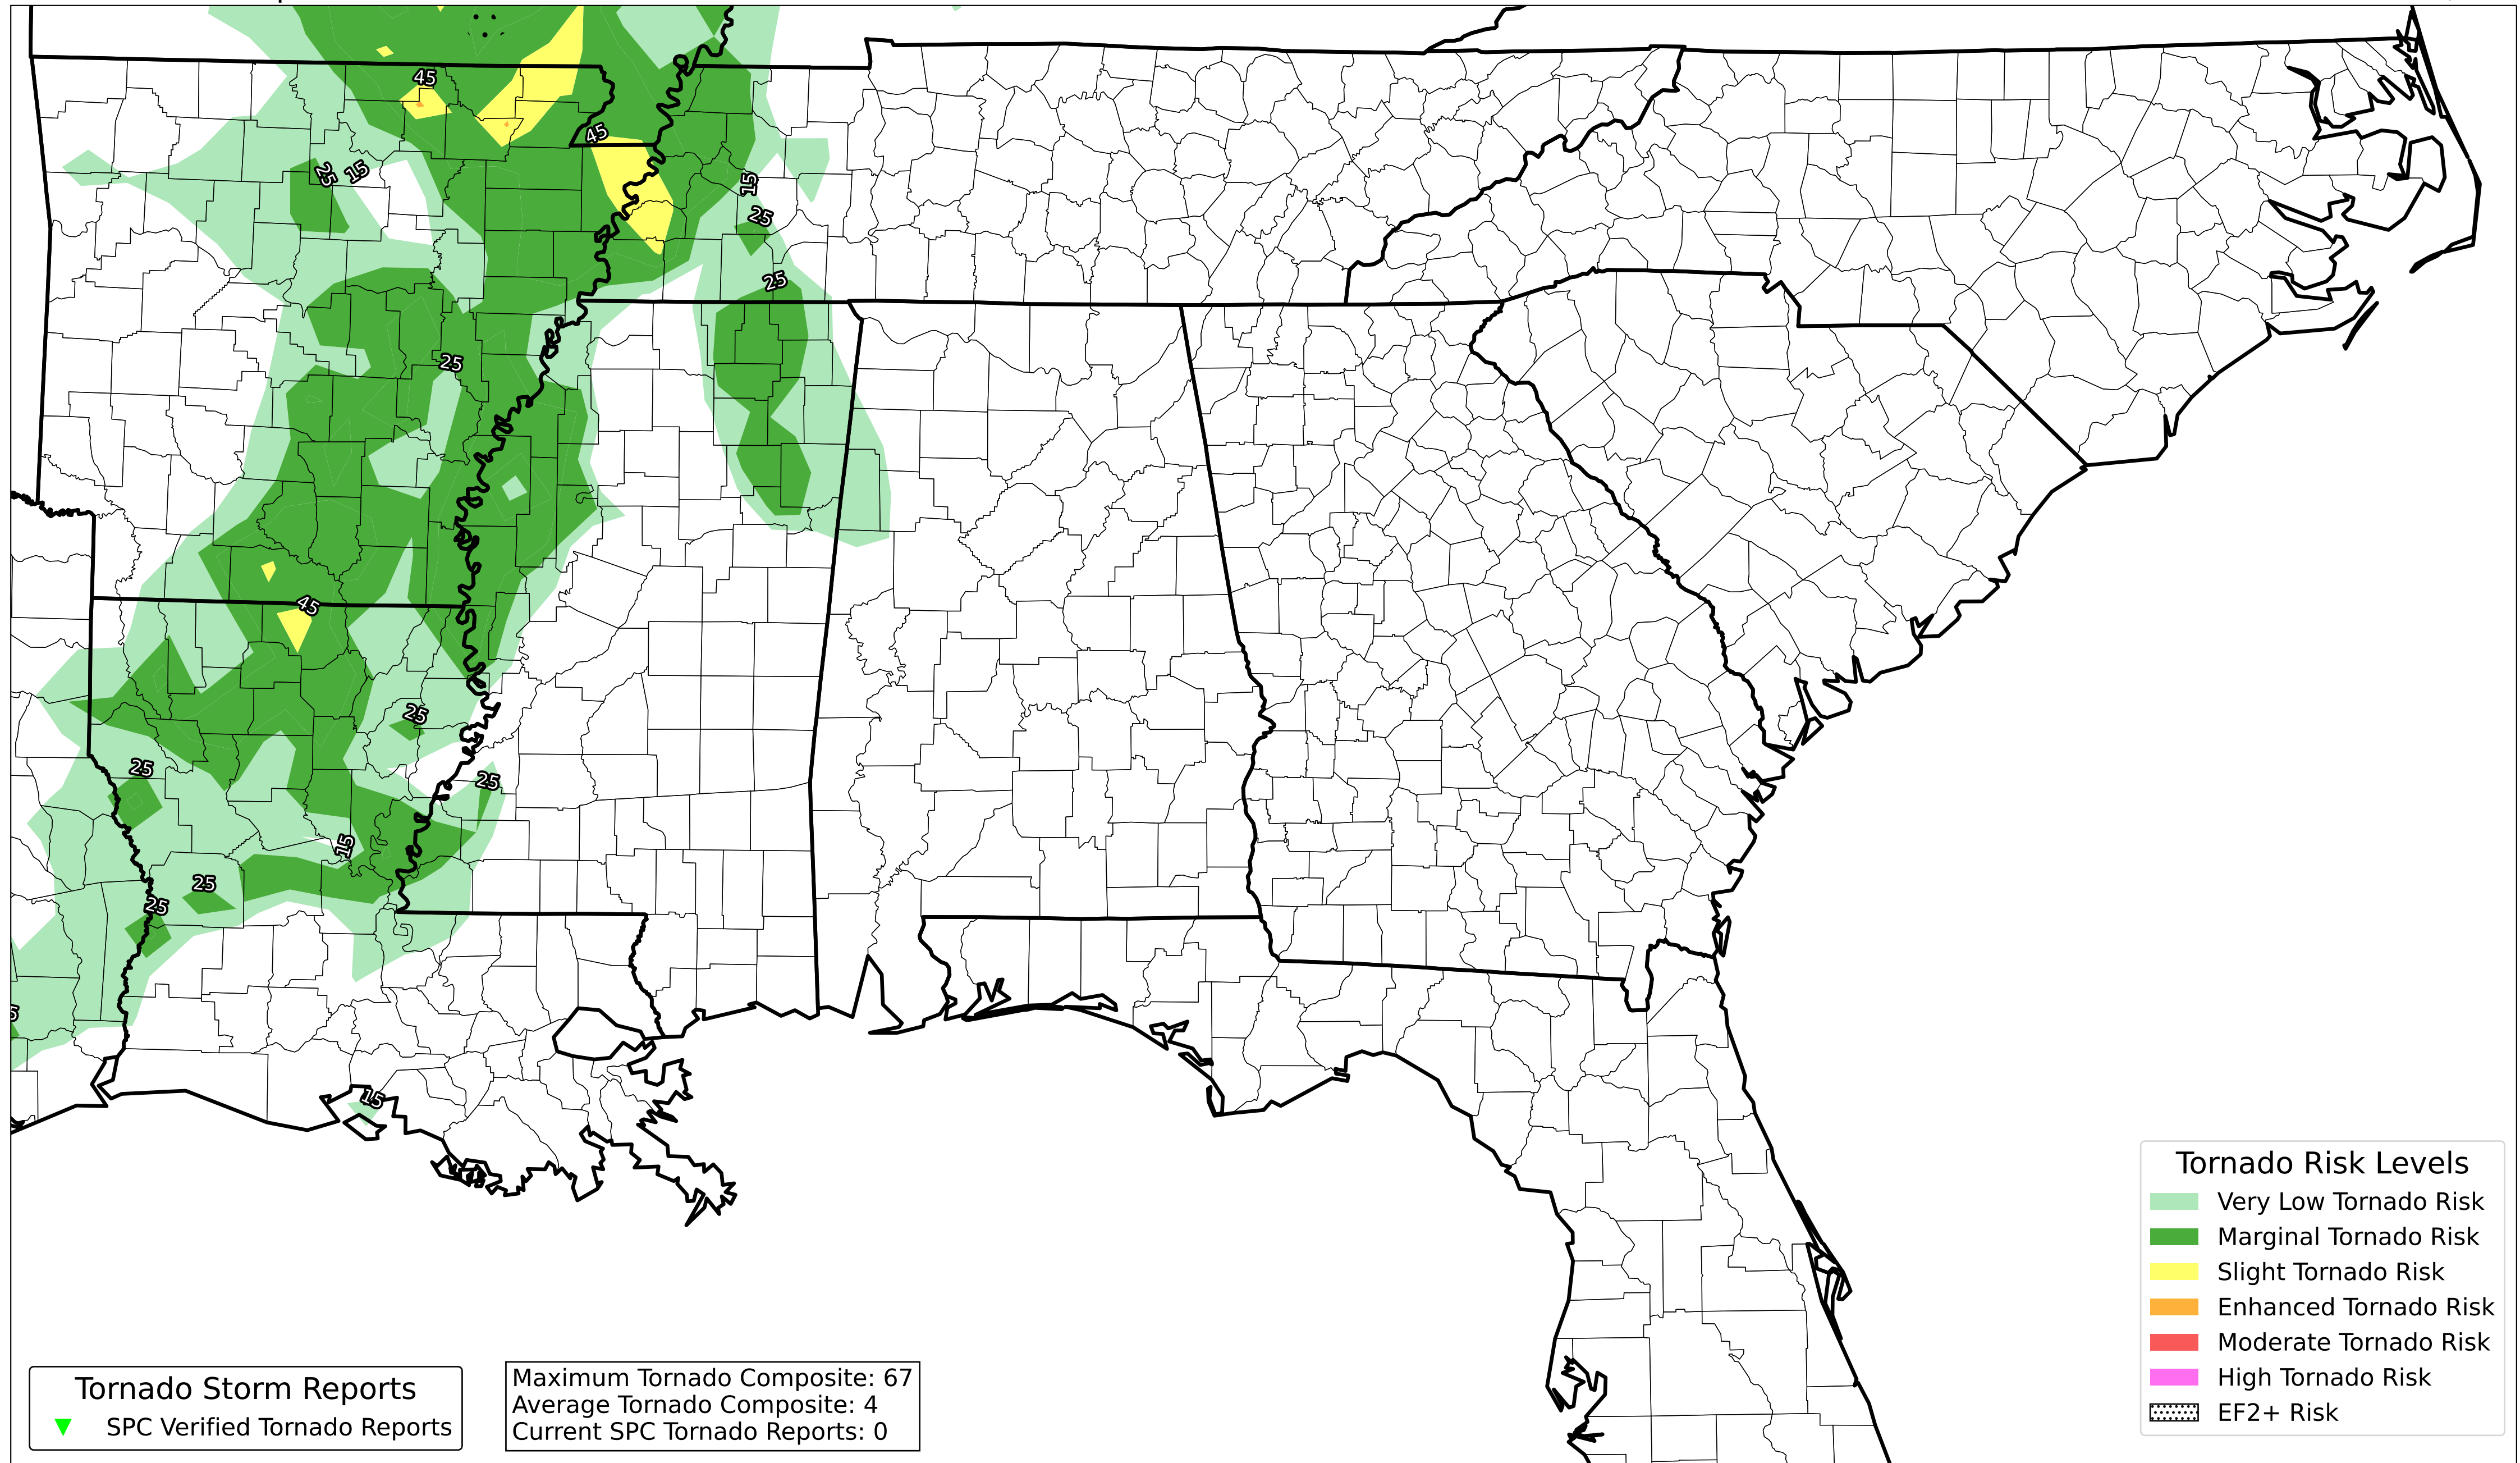 45
45
25
15
15
25
25
25
45
25
25
25
15
25
25
5
15
Tornado Risk Levels
Very Low Tornado Risk
Marginal Tornado Risk
Slight Tornado Risk
Enhanced Tornado Risk
Moderate Tornado Risk
High Tornado Risk
EF2+ Risk
Tornado Storm Reports
SPC Verified Tornado Reports
Maximum Tornado Composite: 67
Average Tornado Composite: 4
Current SPC Tornado Reports: 0